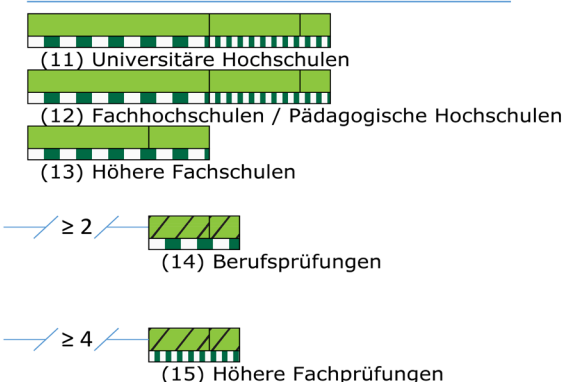 (11) Universitäre Hochschulen
(12) Fachhochschulen / Pädagogische Hochschulen
(13) Höhere Fachschulen
≥ 2
(14) Berufsprüfungen
≥ 4
(15) Höhere Fachprüfungen